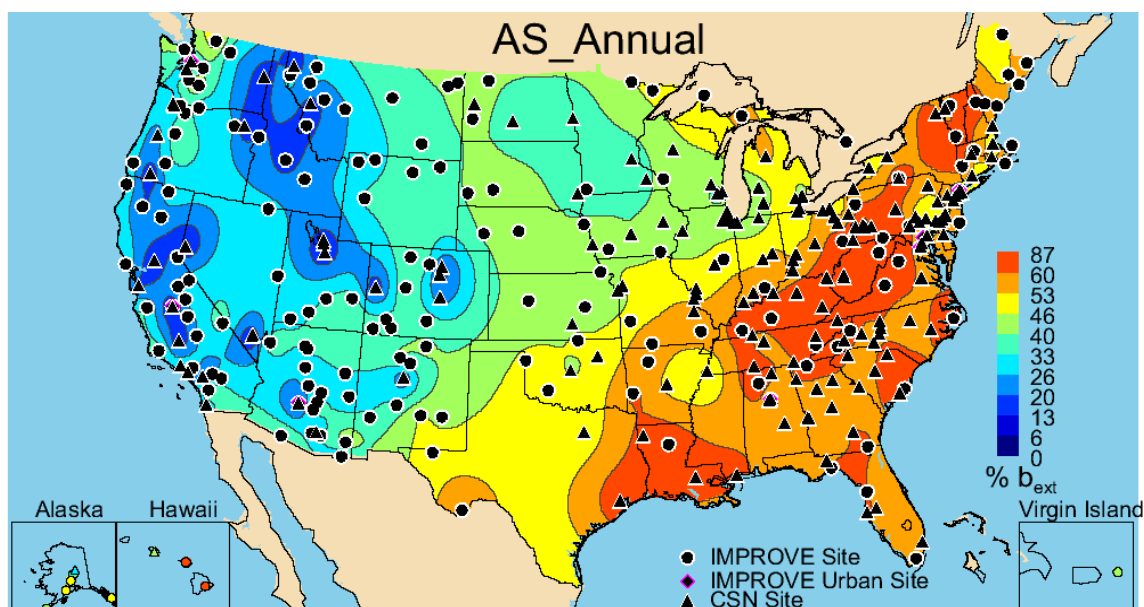 AS_Annual
87
60
53
46
40
33
26
20
13
6
0
% bext
Alaska
Hawaii
Virgin Island
IMPROVE Site
IMPROVE Urban Site
CSN Site